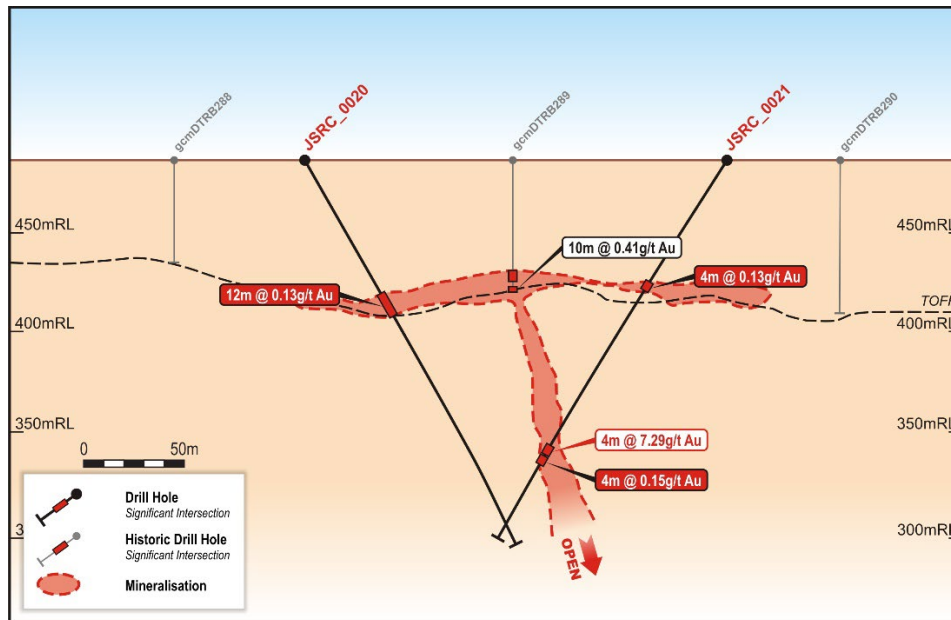 gcmDTRB288
JSRC_0020
gcmDTRB289
JSRC_0021
gcmDTRB290
450mRL
450mRL
10m @ 0.41g/t Au
12m @ 0.13g/t Au
4m @ 0.13g/t Au
400mRL
400mRL
350mRL
350mRL
0 50m
4m @ 7.29g/t Au
4m @ 0.15g/t Au
Drill Hole
Significant Intersection
Historic Drill Hole
Significant Intersection
Mineralisation
300mRL
OPEN